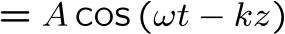 = A cos (ωt − kz)